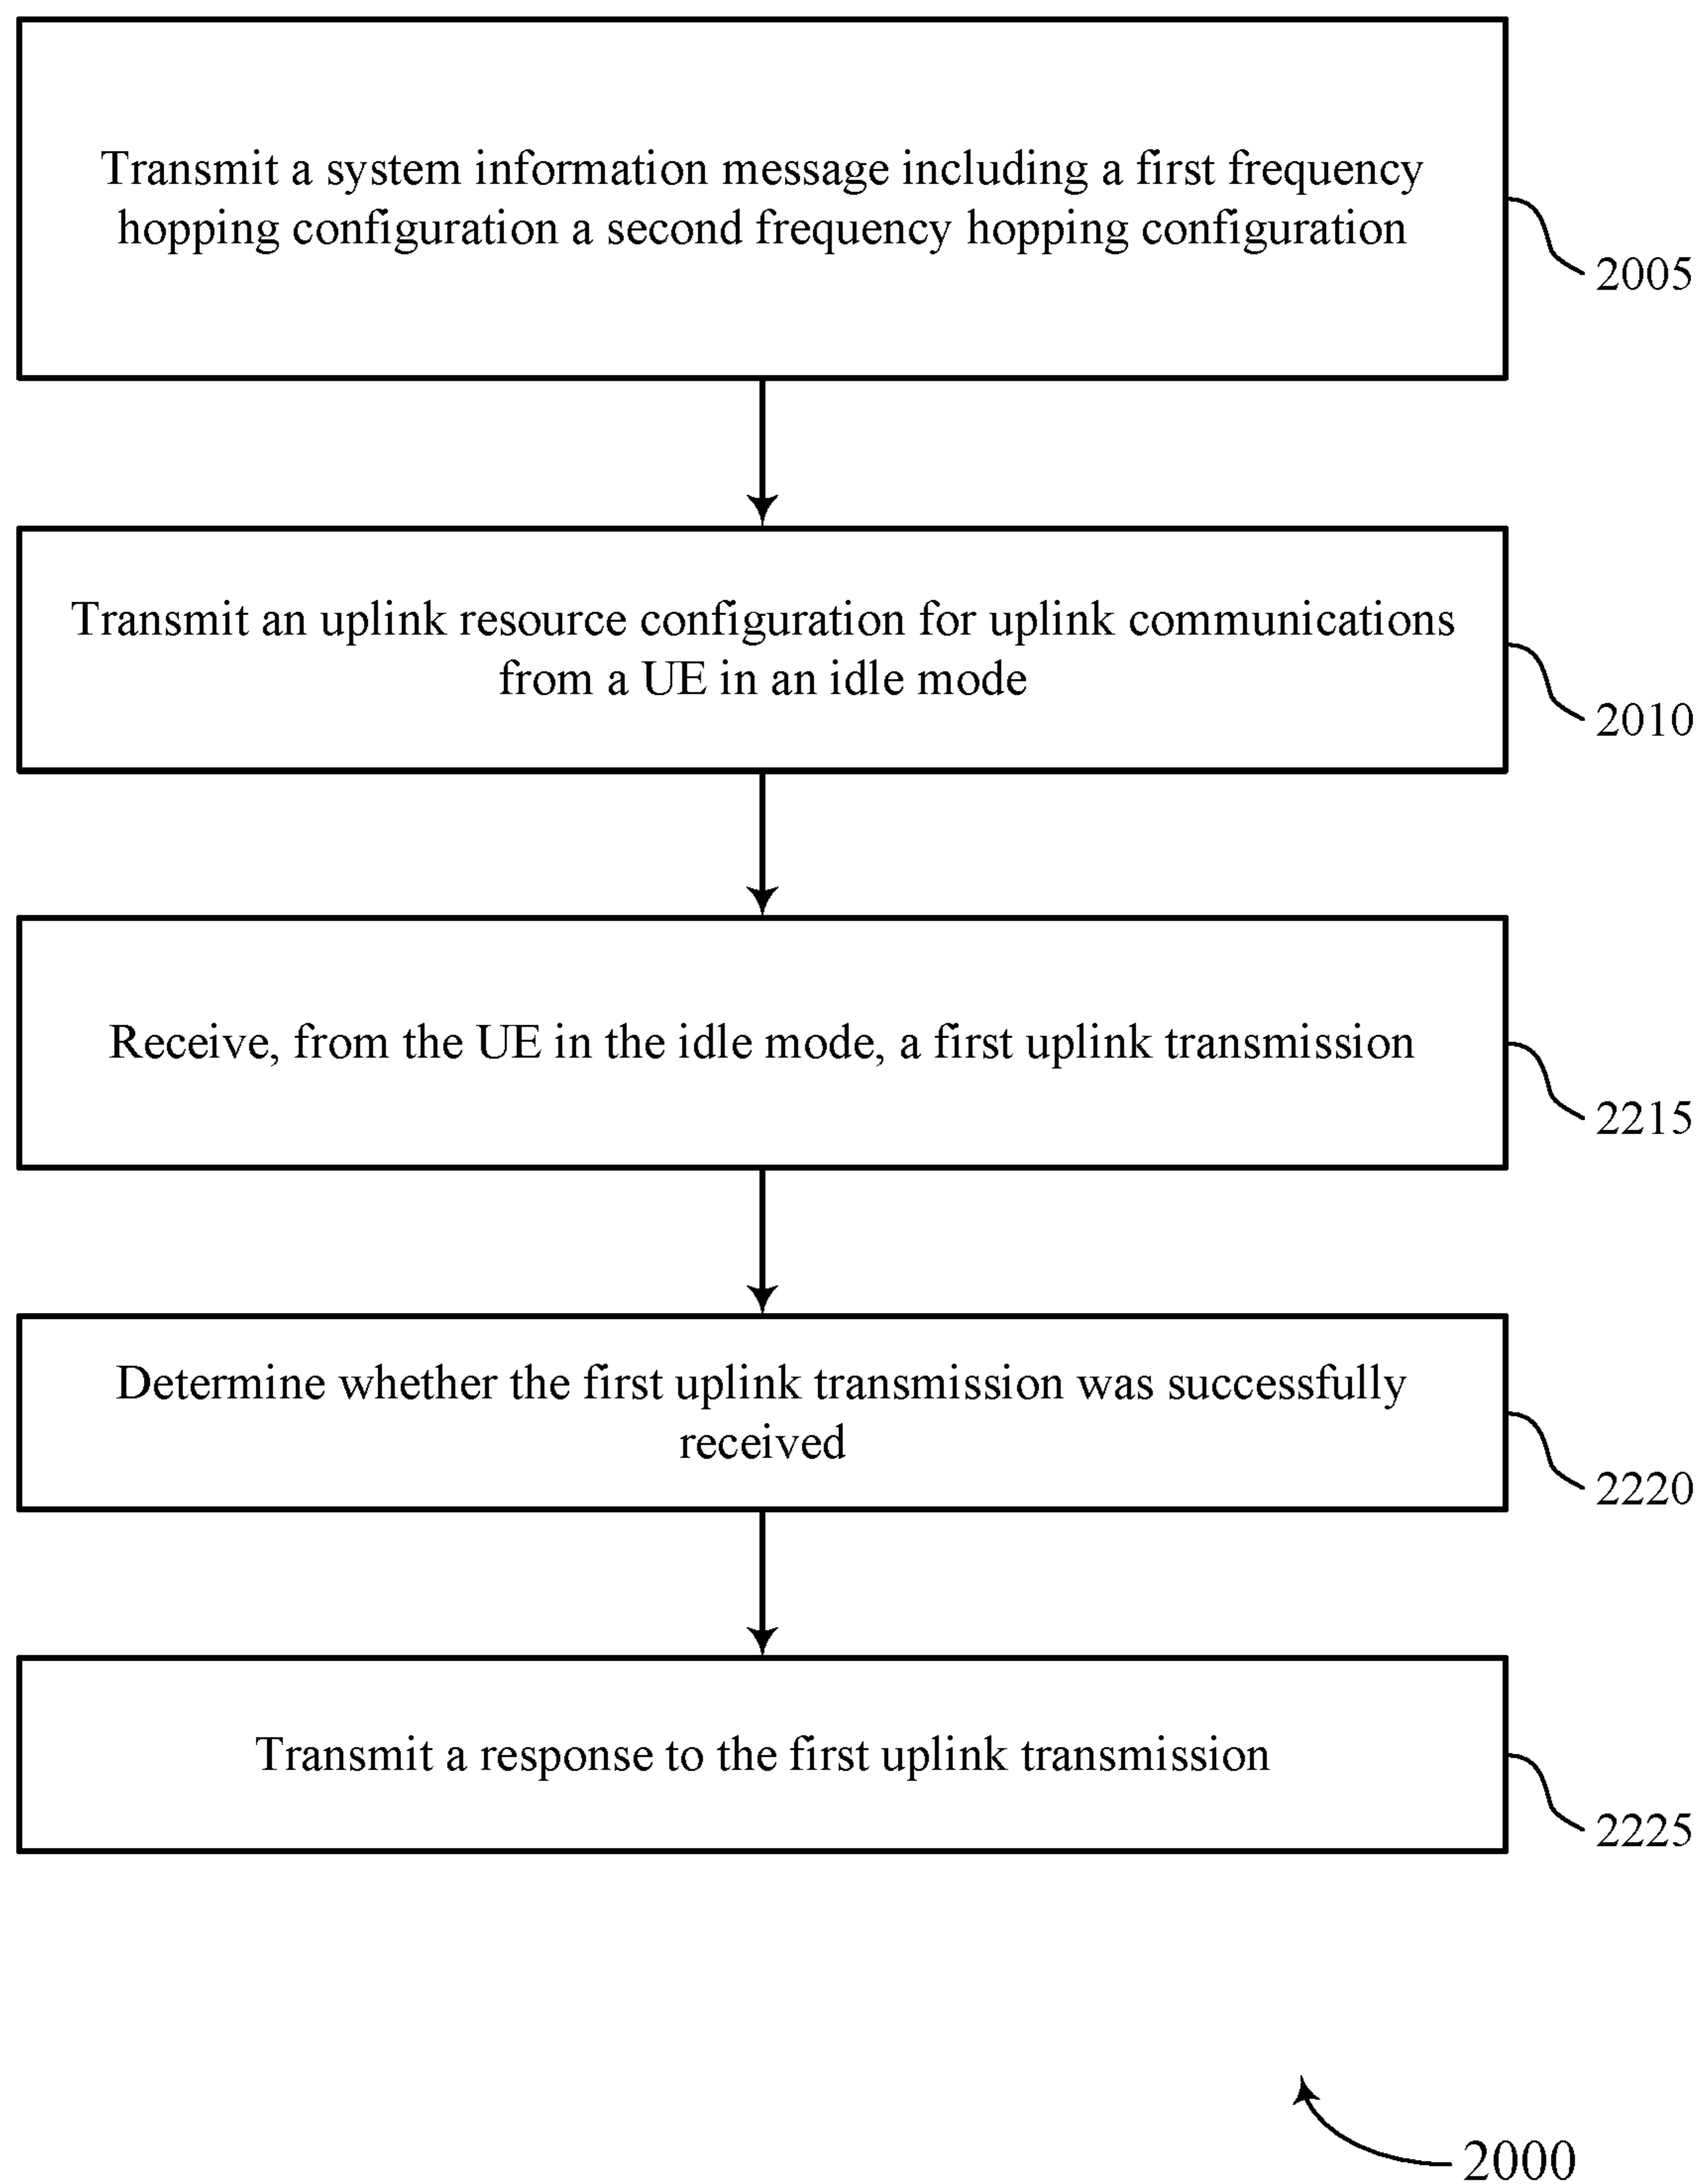 Transmit a system information message including a first frequency
hopping configuration a second frequency hopping configuration
2005
Transmit an uplink resource configuration for uplink communications
from a UE in an idle mode
2010
Receive, from the UE in the idle mode, a first uplink transmission
2215
Determine whether the first uplink transmission was successfully
received
2220
Transmit a response to the first uplink transmission
2225
2000